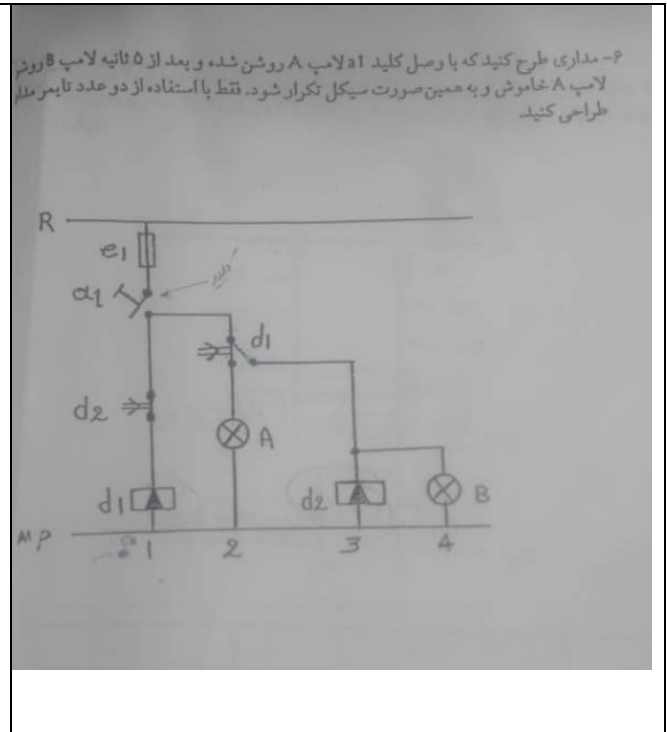 ۶- مداری طرح کنید که با وصل کلید a1 لامپ A روشن شده و بعد از ۵ ثانیه لامپ B روشن
لامپ A خاموش و به همین صورت سیکل تکرار شود. فقط با استفاده از دو عدد تایمر مدار
طراحی کنید.
R
e1
a1
d1
d2
A
d1
d2
B
MP
1 2 3 4